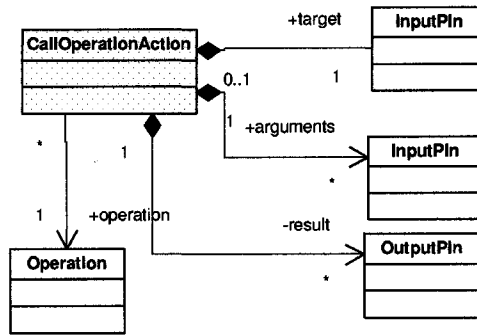 +target
InputPin
CallOperationAction
0..1
1
1
+arguments
InputPin
*
*
1
1
+operation
-result
OutputPin
Operation
*